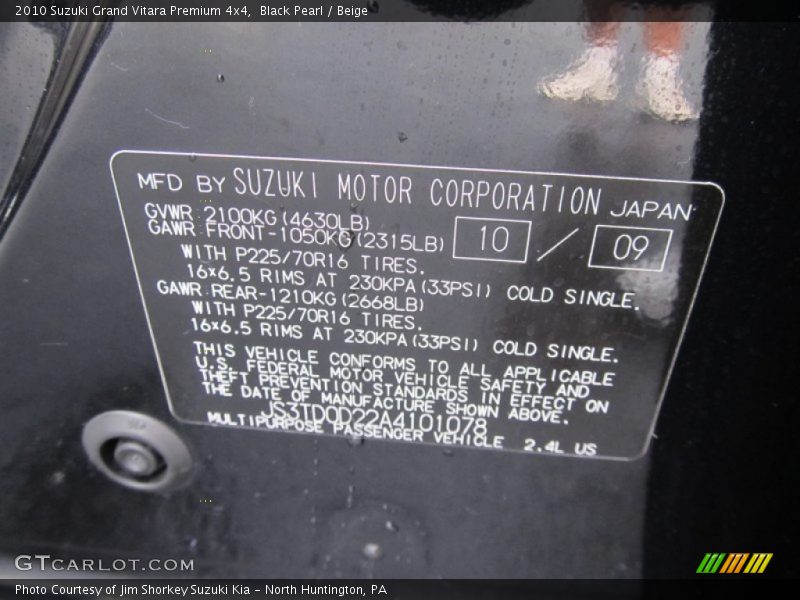 2010 Suzuki Grand Vitara Premium 4x4, Black Pearl / Beige
MFD BY SUZUKI MOTOR CORPORATION JAPAN
GVWR 2100KG(4630LB)
GAWR FRONT-1050KG(2315LB) 10 / 09
WITH P225/70R16 TIRES.
16x6.5 RIMS AT 230KPA(33PSI) COLD SINGLE.
GAWR REAR-1210KG(2668LB)
WITH P225/70R16 TIRES.
16x6.5 RIMS AT 230KPA(33PSI) COLD SINGLE.
THIS VEHICLE CONFORMS TO ALL APPLICABLE
U.S. FEDERAL MOTOR VEHICLE SAFETY AND
THEFT PREVENTION STANDARDS IN EFFECT ON
THE DATE OF MANUFACTURE SHOWN ABOVE.
JS3TD0D22A4101078
MULTIPURPOSE PASSENGER VEHICLE 2.4L US
GTCARLOT.COM
Photo Courtesy of Jim Shorkey Suzuki Kia - North Huntington, PA